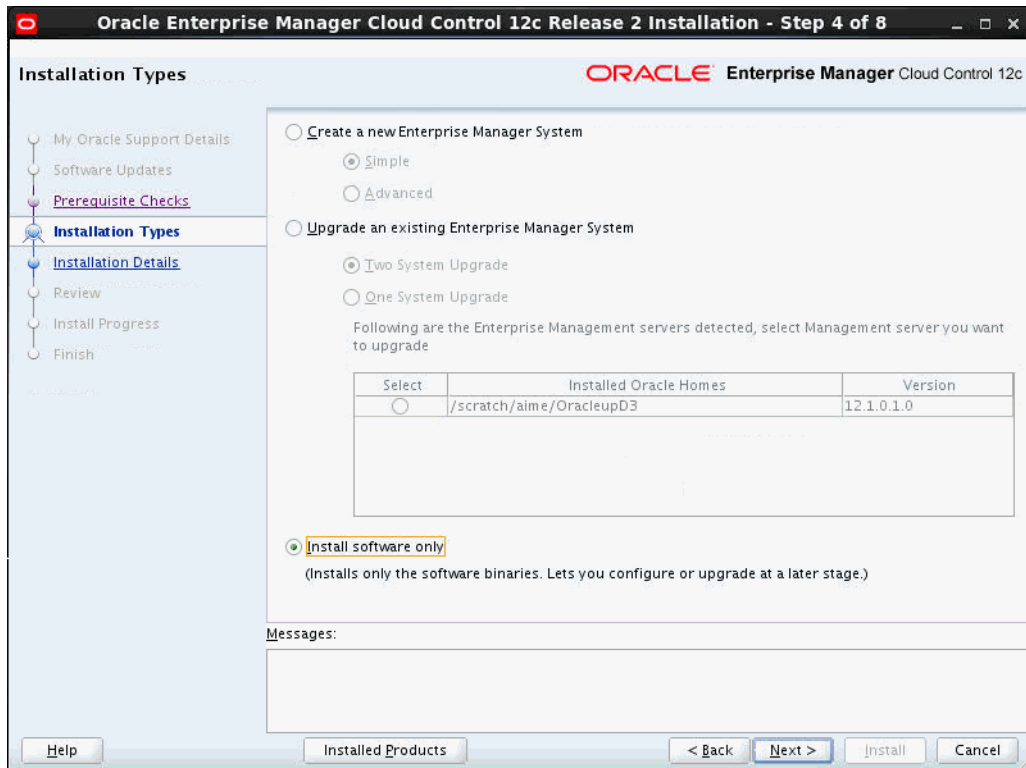 Oracle Enterprise Manager Cloud Control 12c Release 2 Installation - Step 4 of 8
Installation Types
ORACLE Enterprise Manager Cloud Control 12c
My Oracle Support Details
Software Updates
Prerequisite Checks
Installation Types
Installation Details
Review
Install Progress
Finish
Create a new Enterprise Manager System
Simple
Advanced
Upgrade an existing Enterprise Manager System
Two System Upgrade
One System Upgrade
Following are the Enterprise Management servers detected, select Management server you want
to upgrade
Select Installed Oracle Homes Version
/scratch/aime/OracleupD3 12.1.0.1.0
Install software only
(Installs only the software binaries. Lets you configure or upgrade at a later stage.)
Messages:
Help Installed Products < Back Next > Install Cancel